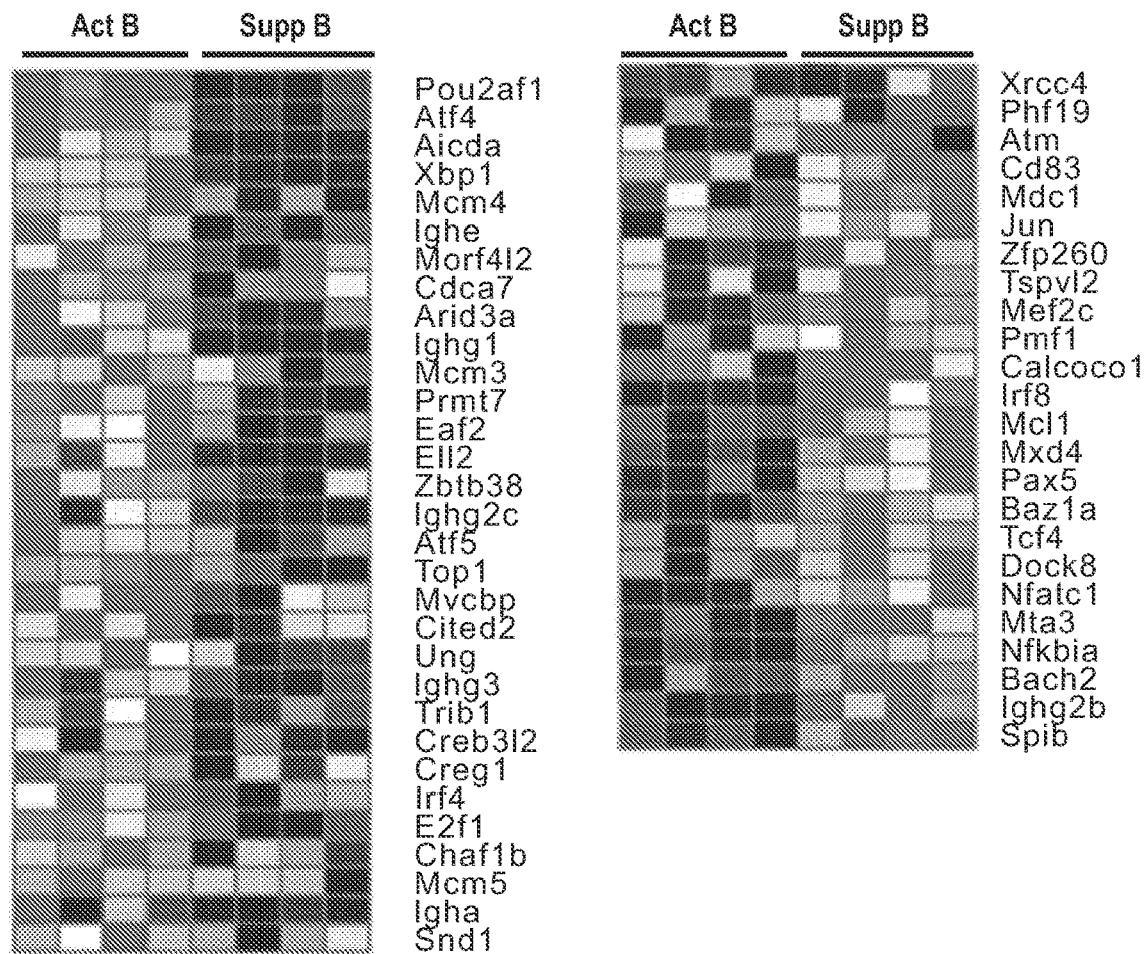 Act B Supp B
Pou2af1
Atf4
Aicda
Xbp1
Mcm4
Ighe
Morf4l2
Cdca7
Arid3a
Ighg1
Mcm3
Prmt7
Eaf2
Ell2
Zbtb38
Ighg2c
Atf5
Top1
Mvcbp
Cited2
Ung
Ighg3
Trib1
Creb3l2
Creg1
Irf4
E2f1
Chaf1b
Mcm5
Igha
Snd1
Act B Supp B
Xrcc4
Phf19
Atm
Cd83
Mdc1
Jun
Zfp260
Tspvl2
Mef2c
Pmf1
Calcoco1
Irf8
Mcl1
Mxd4
Pax5
Baz1a
Tcf4
Dock8
Nfatc1
Mta3
Nfkbia
Bach2
Ighg2b
Spib